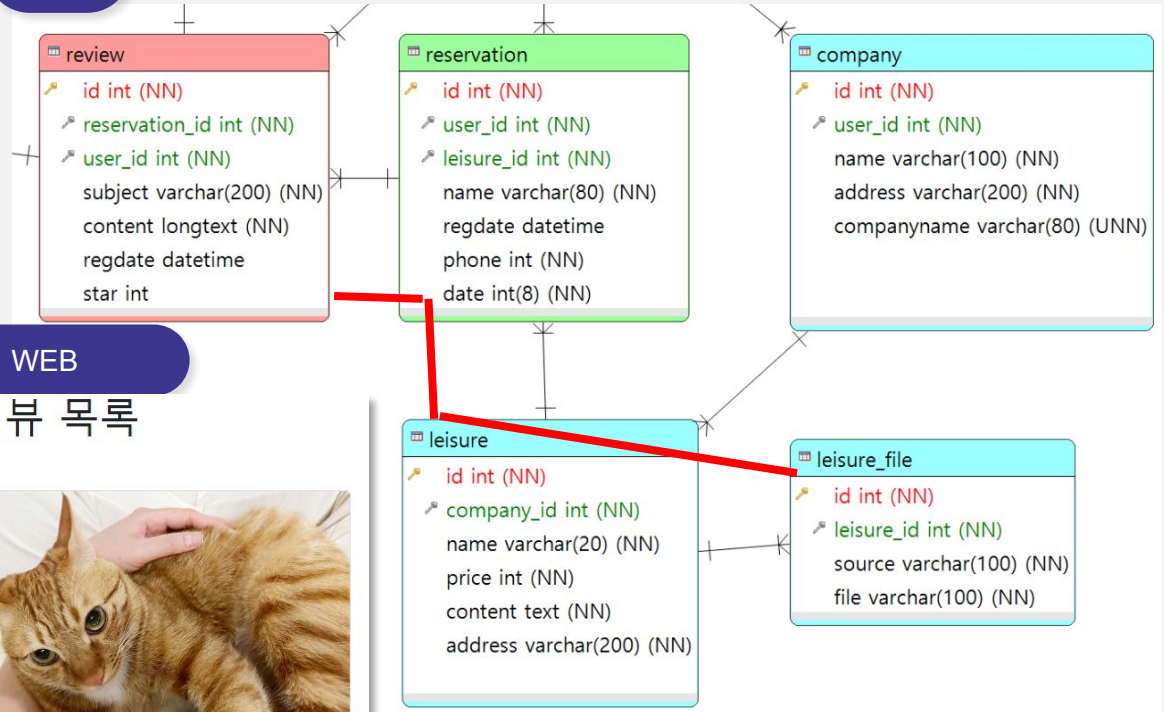 review
id int (NN)
reservation_id int (NN)
user_id int (NN)
subject varchar(200) (NN)
content longtext (NN)
regdate datetime
star int
reservation
id int (NN)
user_id int (NN)
leisure_id int (NN)
name varchar(80) (NN)
regdate datetime
phone int (NN)
date int(8) (NN)
company
id int (NN)
user_id int (NN)
name varchar(100) (NN)
address varchar(200) (NN)
companyname varchar(80) (UNN)
WEB
뷰 목록
leisure
id int (NN)
company_id int (NN)
name varchar(20) (NN)
price int (NN)
content text (NN)
address varchar(200) (NN)
leisure_file
id int (NN)
leisure_id int (NN)
source varchar(100) (NN)
file varchar(100) (NN)